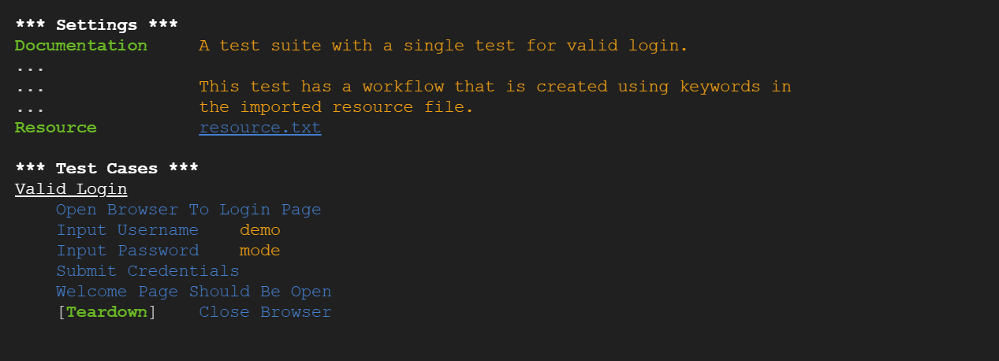 *** Settings ***
Documentation     A test suite with a single test for valid login.
...
...               This test has a workflow that is created using keywords in
...               the imported resource file.
Resource          resource.txt

*** Test Cases ***
Valid Login
    Open Browser To Login Page
    Input Username    demo
    Input Password    mode
    Submit Credentials
    Welcome Page Should Be Open
    [Teardown]    Close Browser